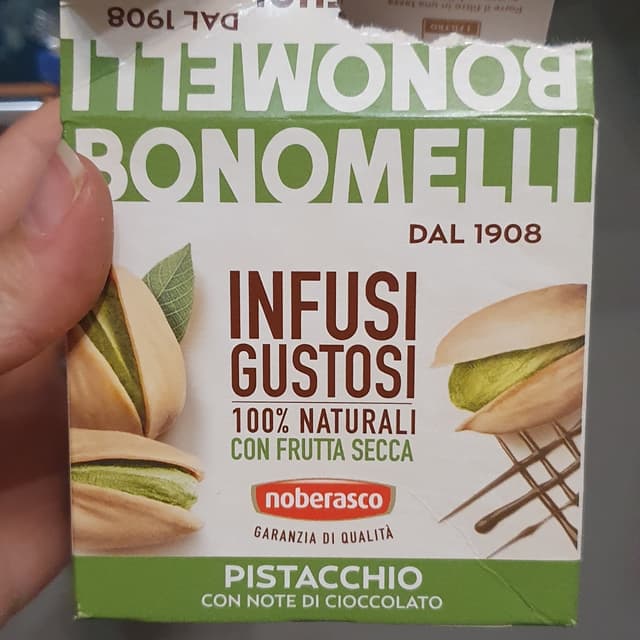 DAL 1908
BONOMELLI
BONOMELLI
DAL 1908
INFUSI
GUSTOSI
100% NATURALI
CON FRUTTA SECCA
noberasco
GARANZIA DI QUALITÀ
PISTACCHIO
CON NOTE DI CIOCCOLATO